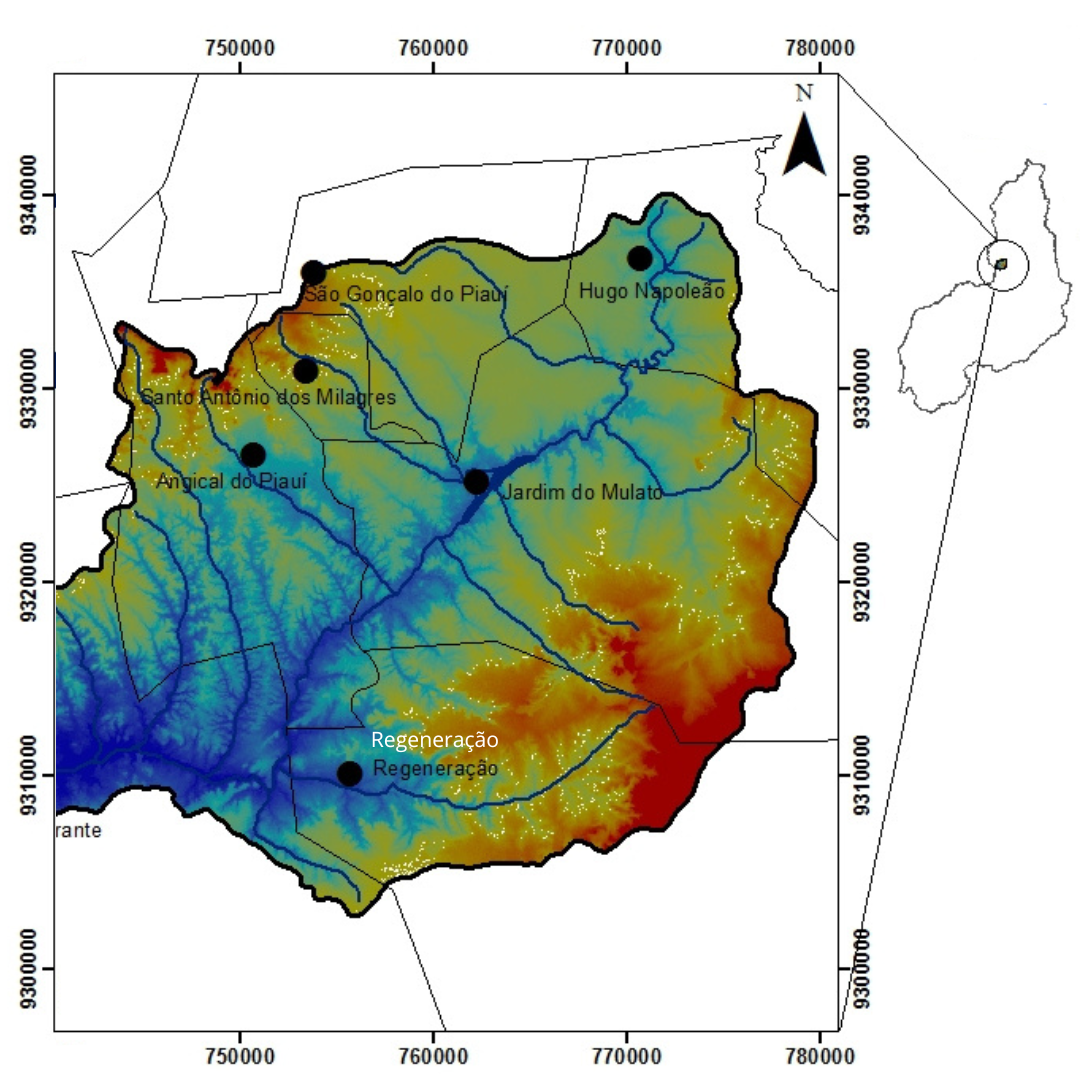 750000 760000 770000 780000
N
9340000 9340000
São Gonçalo do Piauí
Hugo Napoleão
9330000 9330000
Santo Antônio dos Milagres
Angical do Piauí
Jardim do Mulato
9320000 9320000
Regeneração
Regeneração
9310000 9310000
rante
9300000 9300000
750000 760000 770000 780000